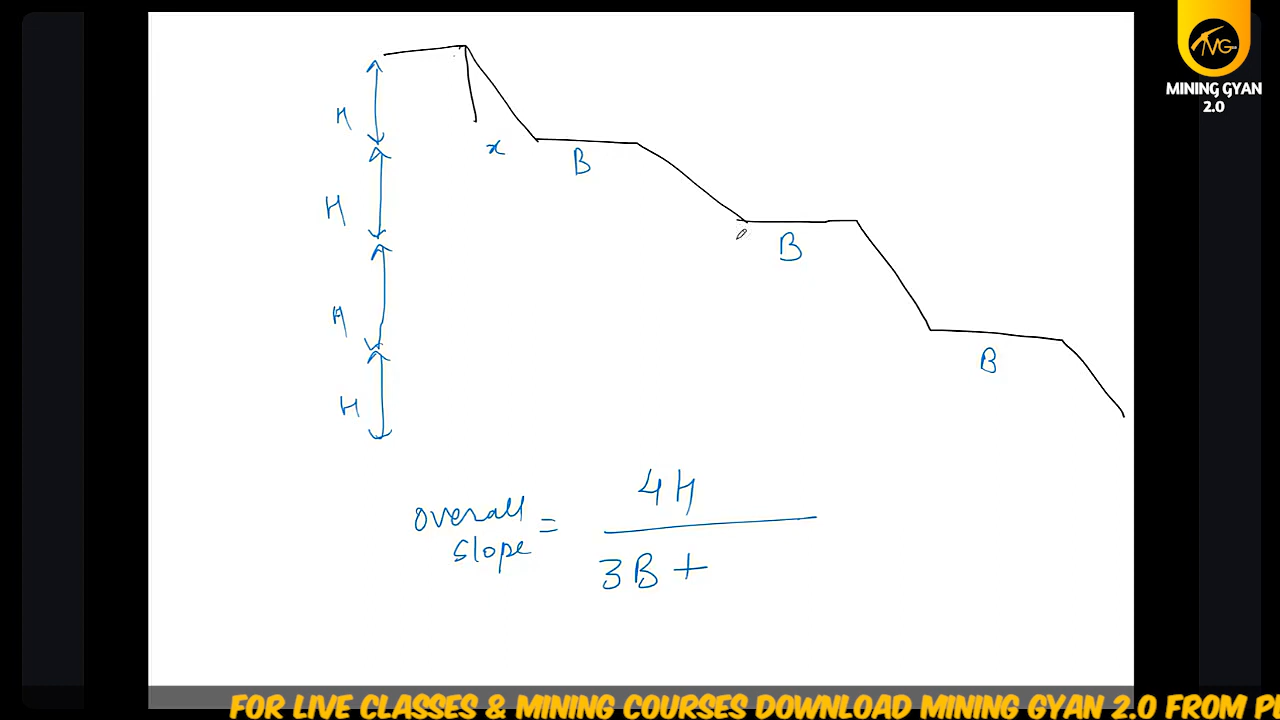 MINING GYAN
2.0
H
x
B
H
B
H
B
H
4H
overall
slope
=
3B +
FOR LIVE CLASSES & MINING COURSES DOWNLOAD MINING GYAN 2.0 FROM